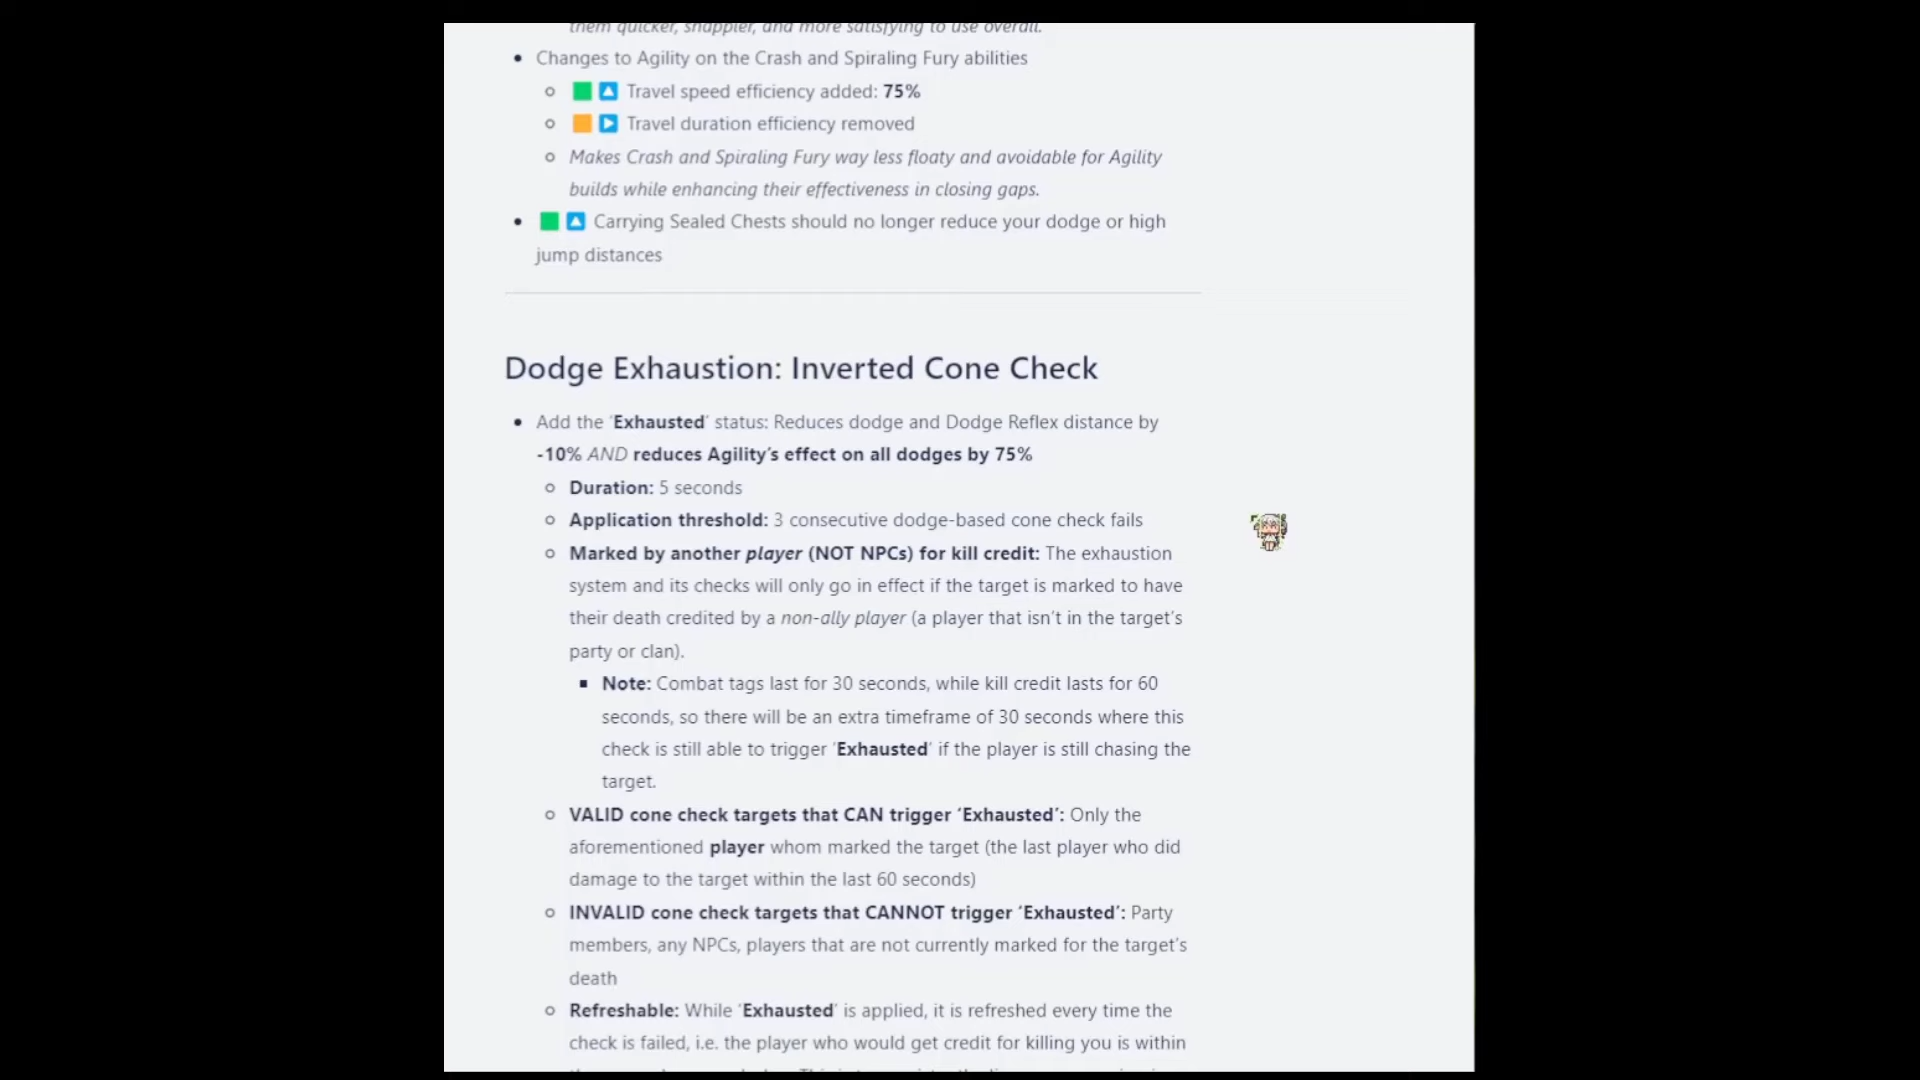 them quicker, snappier, and more satisfying to use overall.
Changes to Agility on the Crash and Spiraling Fury abilities
Travel speed efficiency added: 75%
Travel duration efficiency removed
Makes Crash and Spiraling Fury way less floaty and avoidable for Agility
builds while enhancing their effectiveness in closing gaps.
Carrying Sealed Chests should no longer reduce your dodge or high
jump distances
Dodge Exhaustion: Inverted Cone Check
Add the 'Exhausted' status: Reduces dodge and Dodge Reflex distance by
-10% AND reduces Agility's effect on all dodges by 75%
Duration: 5 seconds
Application threshold: 3 consecutive dodge-based cone check fails
Marked by another player (NOT NPCs) for kill credit: The exhaustion
system and its checks will only go in effect if the target is marked to have
their death credited by a non-ally player (a player that isn't in the target's
party or clan).
Note: Combat tags last for 30 seconds, while kill credit lasts for 60
seconds, so there will be an extra timeframe of 30 seconds where this
check is still able to trigger 'Exhausted' if the player is still chasing the
target.
VALID cone check targets that CAN trigger 'Exhausted': Only the
aforementioned player whom marked the target (the last player who did
damage to the target within the last 60 seconds)
INVALID cone check targets that CANNOT trigger 'Exhausted': Party
members, any NPCs, players that are not currently marked for the target's
death
Refreshable: While 'Exhausted' is applied, it is refreshed every time the
check is failed, i.e. the player who would get credit for killing you is within